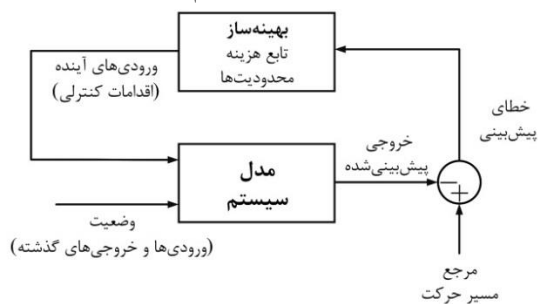 بهینه‌ساز
تابع هزینه
محدودیت‌ها
ورودی‌های آینده
(اقدامات کنترلی)
خطای
پیش‌بینی
خروجی
پیش‌بینی‌شده
مدل
سیستم
−
+
وضعیت
(ورودی‌ها و خروجی‌های گذشته)
مرجع
مسیر حرکت